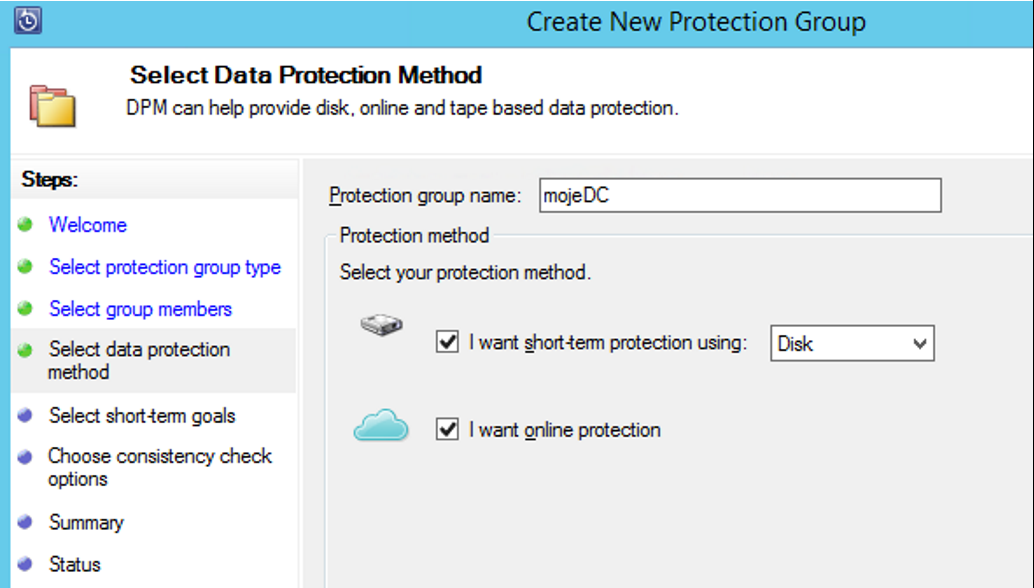 Create New Protection Group
Select Data Protection Method
DPM can help provide disk, online and tape based data protection.
Steps:
Welcome
Select protection group type
Select group members
Select data protection
method
Select short-term goals
Choose consistency check
options
Summary
Status
Protection group name: mojeDC
Protection method
Select your protection method.
I want short-term protection using: Disk
I want online protection